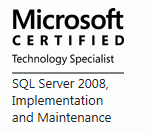 Microsoft
CERTIFIED
Technology Specialist
SQL Server 2008,
Implementation
and Maintenance